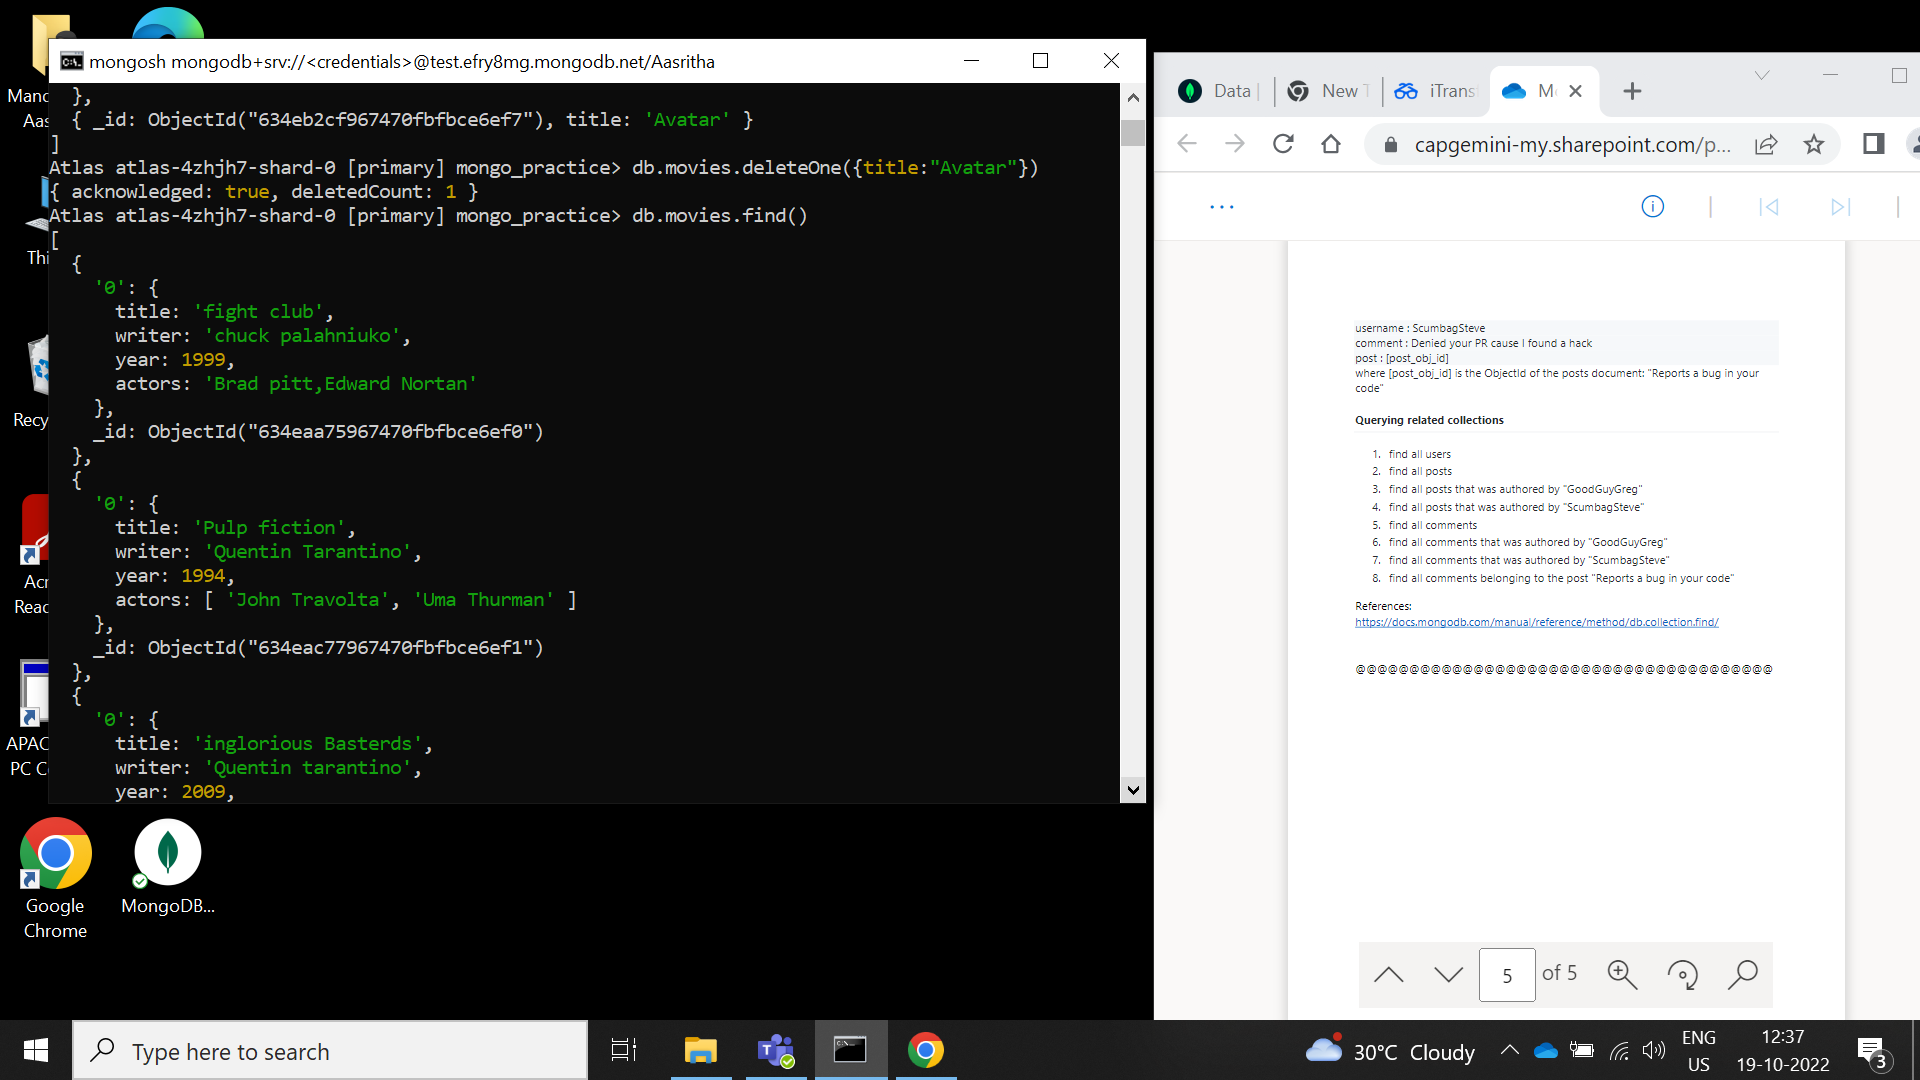 Manc
Aas
Thi
Recy
Acr
Read
APAC
PC C
Google
Chrome
MongoDB...
mongosh mongodb+srv://<credentials>@test.efry8mg.mongodb.net/Aasritha
},
{ _id: ObjectId("634eb2cf967470fbfbce6ef7"), title: 'Avatar' }
]
Atlas atlas-4zhjh7-shard-0 [primary] mongo_practice> db.movies.deleteOne({title:"Avatar"})
{ acknowledged: true, deletedCount: 1 }
Atlas atlas-4zhjh7-shard-0 [primary] mongo_practice> db.movies.find()
[
{
'0': {
title: 'fight club',
writer: 'chuck palahniuko',
year: 1999,
actors: 'Brad pitt,Edward Nortan'
},
_id: ObjectId("634eaa75967470fbfbce6ef0")
},
{
'0': {
title: 'Pulp fiction',
writer: 'Quentin Tarantino',
year: 1994,
actors: [ 'John Travolta', 'Uma Thurman' ]
},
_id: ObjectId("634eac77967470fbfbce6ef1")
},
{
'0': {
title: 'inglorious Basterds',
writer: 'Quentin tarantino',
year: 2009,
Data
New T
iTrans
Mo
capgemini-my.sharepoint.com/p...
username : ScumbagSteve
comment : Denied your PR cause I found a hack
post : [post_obj_id]
where [post_obj_id] is the ObjectId of the posts document: "Reports a bug in your
code"
Querying related collections
1. find all users
2. find all posts
3. find all posts that was authored by "GoodGuyGreg"
4. find all posts that was authored by "ScumbagSteve"
5. find all comments
6. find all comments that was authored by "GoodGuyGreg"
7. find all comments that was authored by "ScumbagSteve"
8. find all comments belonging to the post "Reports a bug in your code"
References:
https://docs.mongodb.com/manual/reference/method/db.collection.find/
@@@@@@@@@@@@@@@@@@@@@@@@@@@@@@@@@@@@@@@
5 of 5
Type here to search
30°C Cloudy
ENG
US
12:37
19-10-2022
3